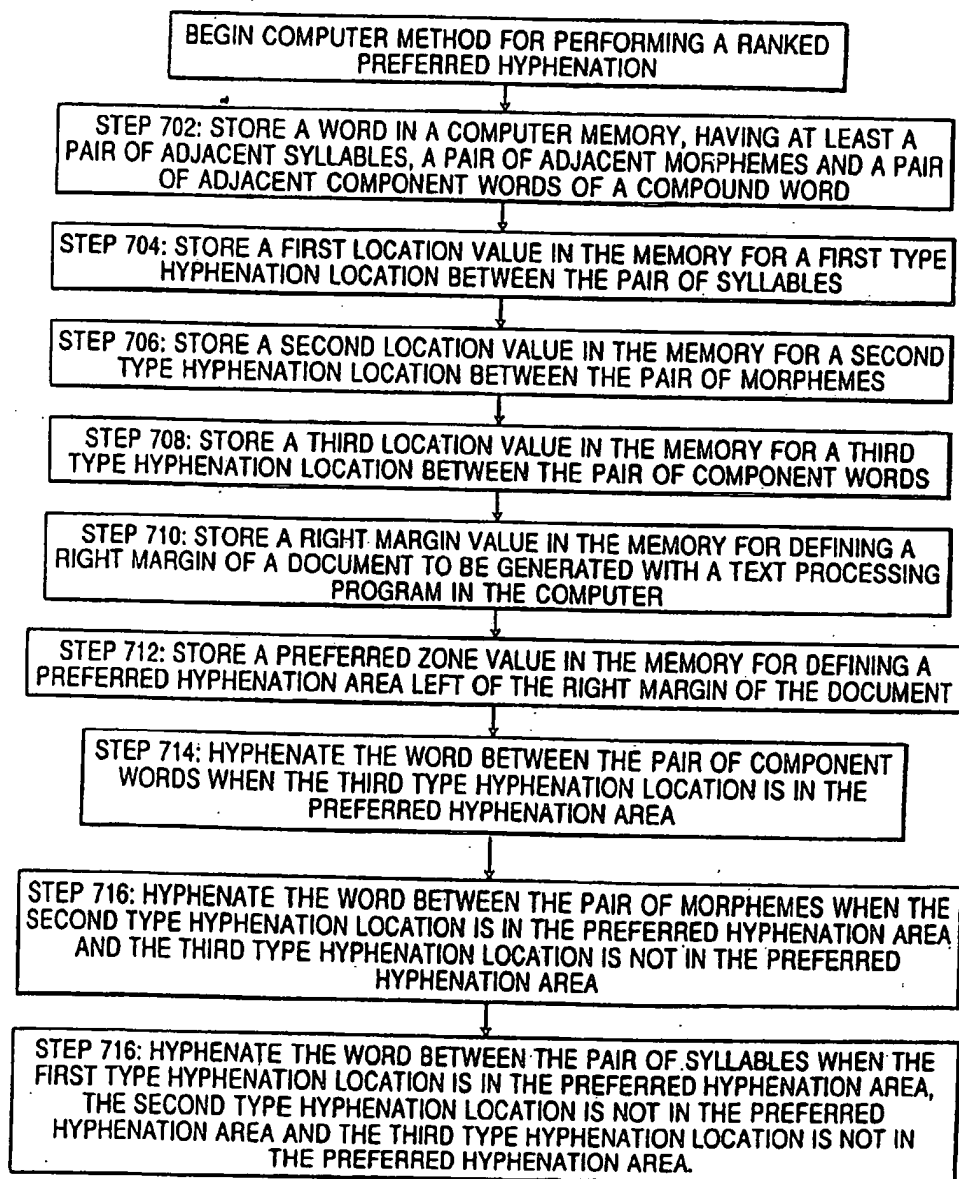 BEGIN COMPUTER METHOD FOR PERFORMING A RANKED
PREFERRED HYPHENATION
STEP 702: STORE A WORD IN A COMPUTER MEMORY, HAVING AT LEAST A
PAIR OF ADJACENT SYLLABLES, A PAIR OF ADJACENT MORPHEMES AND A PAIR
OF ADJACENT COMPONENT WORDS OF A COMPOUND WORD
STEP 704: STORE A FIRST LOCATION VALUE IN THE MEMORY FOR A FIRST TYPE
HYPHENATION LOCATION BETWEEN THE PAIR OF SYLLABLES
STEP 706: STORE A SECOND LOCATION VALUE IN THE MEMORY FOR A SECOND
TYPE HYPHENATION LOCATION BETWEEN THE PAIR OF MORPHEMES
STEP 708: STORE A THIRD LOCATION VALUE IN THE MEMORY FOR A THIRD
TYPE HYPHENATION LOCATION BETWEEN THE PAIR OF COMPONENT WORDS
STEP 710: STORE A RIGHT MARGIN VALUE IN THE MEMORY FOR DEFINING A
RIGHT MARGIN OF A DOCUMENT TO BE GENERATED WITH A TEXT PROCESSING
PROGRAM IN THE COMPUTER
STEP 712: STORE A PREFERRED ZONE VALUE IN THE MEMORY FOR DEFINING A
PREFERRED HYPHENATION AREA LEFT OF THE RIGHT MARGIN OF THE DOCUMENT
STEP 714: HYPHENATE THE WORD BETWEEN THE PAIR OF COMPONENT
WORDS WHEN THE THIRD TYPE HYPHENATION LOCATION IS IN THE
PREFERRED HYPHENATION AREA
STEP 716: HYPHENATE THE WORD BETWEEN THE PAIR OF MORPHEMES WHEN THE
SECOND TYPE HYPHENATION LOCATION IS IN THE PREFERRED HYPHENATION AREA
AND THE THIRD TYPE HYPHENATION LOCATION IS NOT IN THE PREFERRED
HYPHENATION AREA
STEP 716: HYPHENATE THE WORD BETWEEN THE PAIR OF SYLLABLES WHEN THE
FIRST TYPE HYPHENATION LOCATION IS IN THE PREFERRED HYPHENATION AREA,
THE SECOND TYPE HYPHENATION LOCATION IS NOT IN THE PREFERRED
HYPHENATION AREA AND THE THIRD TYPE HYPHENATION LOCATION IS NOT IN
THE PREFERRED HYPHENATION AREA.